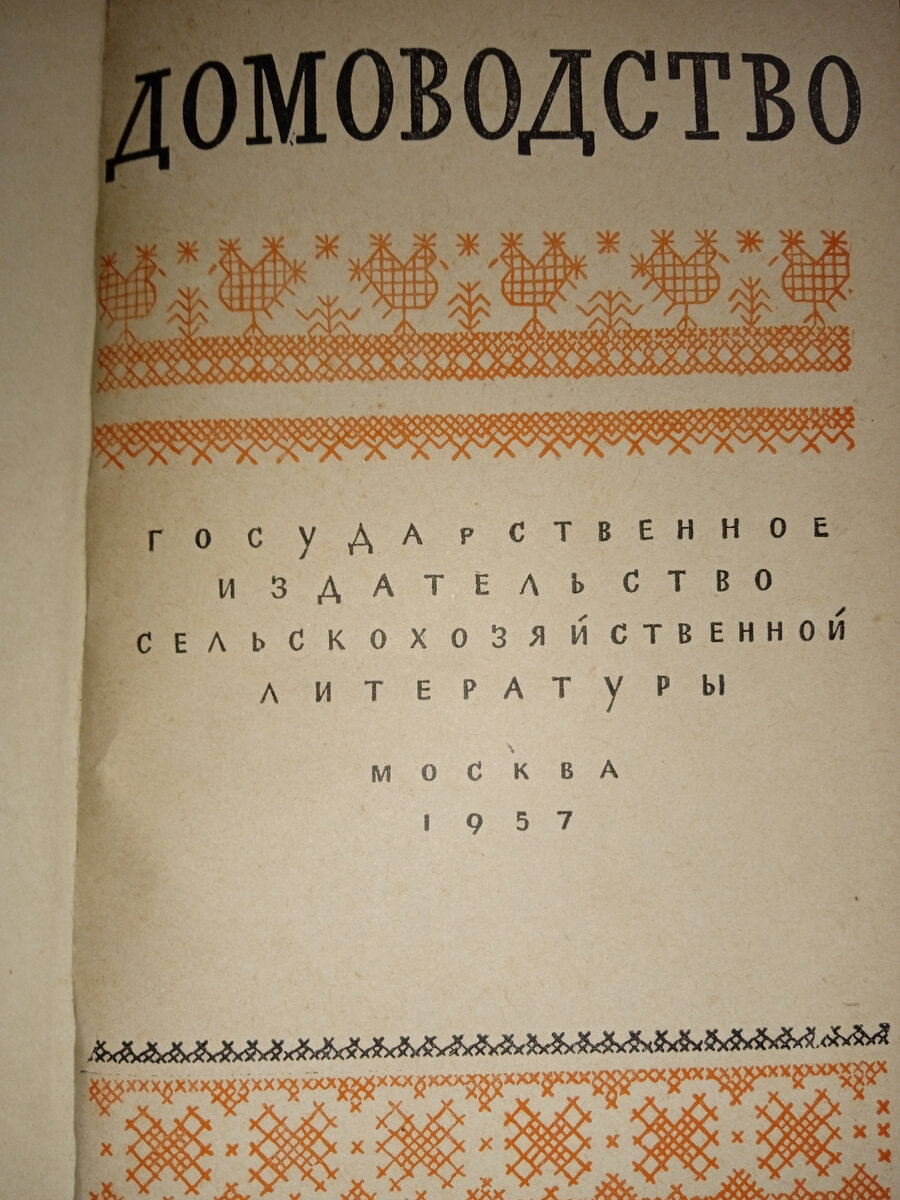 ДОМОВОДСТВО
ГОСУДАРСТВЕННОЕ
ИЗДАТЕЛЬСТВО
СЕЛЬСКОХОЗЯЙСТВЕННОЙ
ЛИТЕРАТУРЫ
МОСКВА
1957